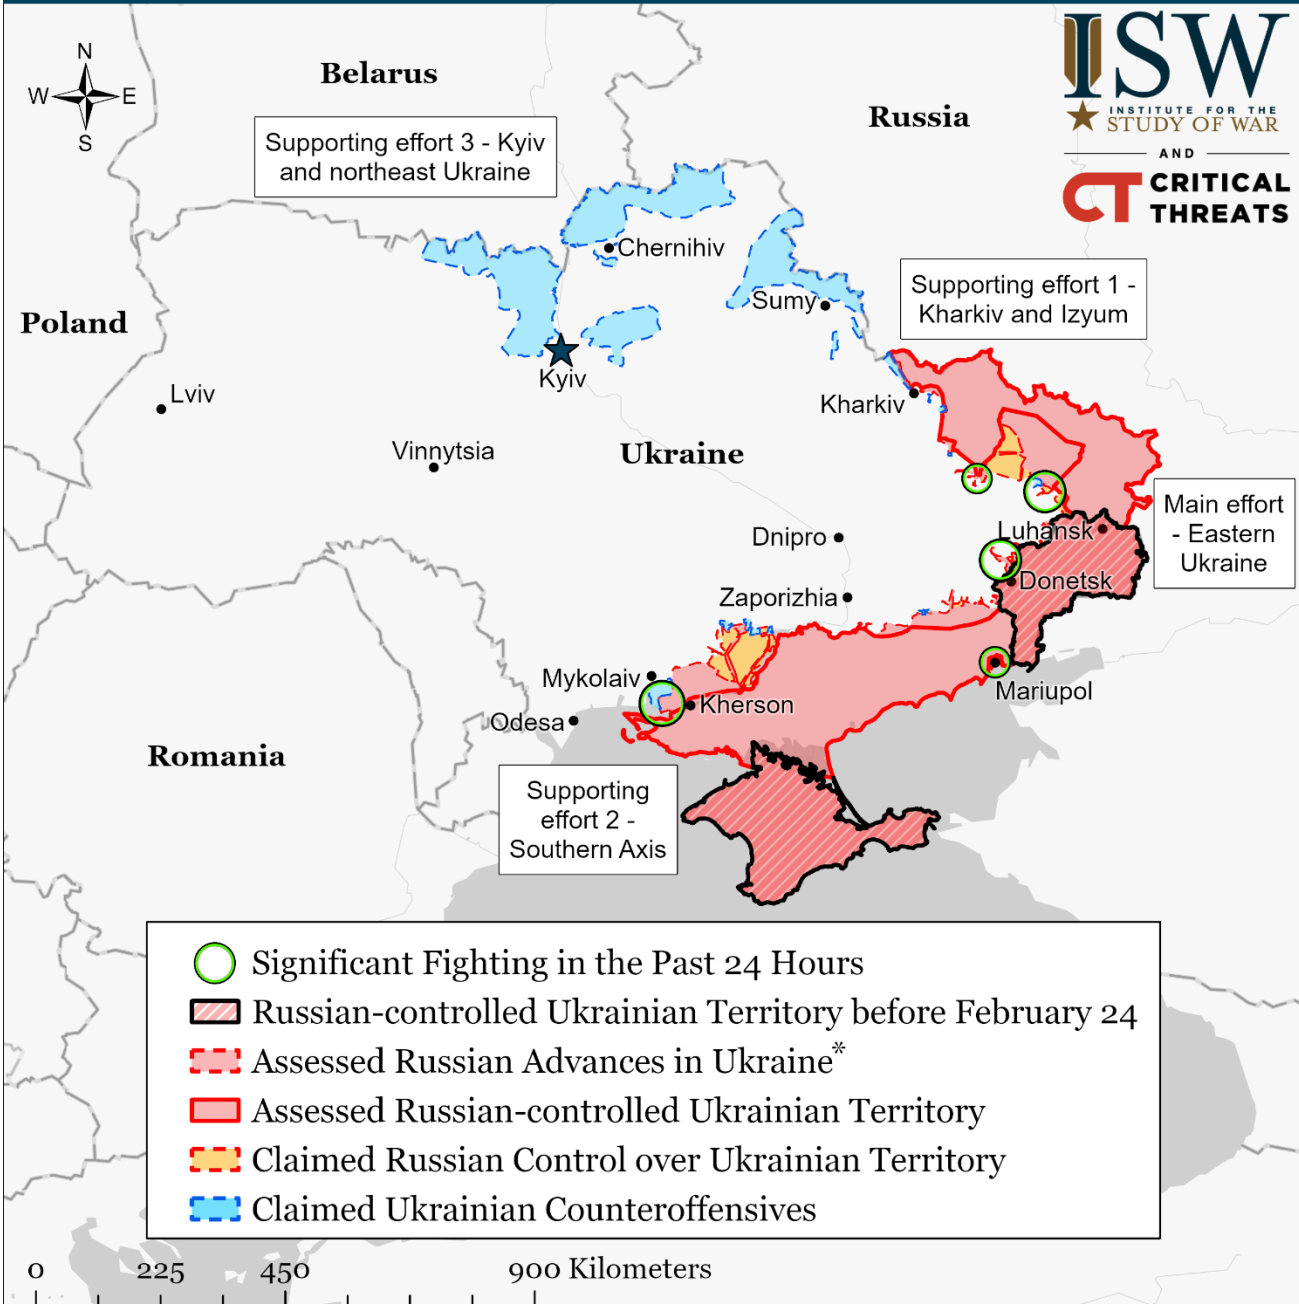 ISW
INSTITUTE FOR THE
STUDY OF WAR
AND
CT CRITICAL
THREATS
N
W E
S
Belarus
Russia
Supporting effort 3 - Kyiv
and northeast Ukraine
Chernihiv
Supporting effort 1 -
Kharkiv and Izyum
Sumy
Poland
Kyiv
Lviv
Kharkiv
Vinnytsia
Ukraine
Main effort
- Eastern
Ukraine
Luhansk
Dnipro
Donetsk
Zaporizhia
Mykolaiv
Mariupol
Kherson
Odesa
Romania
Supporting
effort 2 -
Southern Axis
Significant Fighting in the Past 24 Hours
Russian-controlled Ukrainian Territory before February 24
Assessed Russian Advances in Ukraine*
Assessed Russian-controlled Ukrainian Territory
Claimed Russian Control over Ukrainian Territory
Claimed Ukrainian Counteroffensives
0 225 450 900 Kilometers